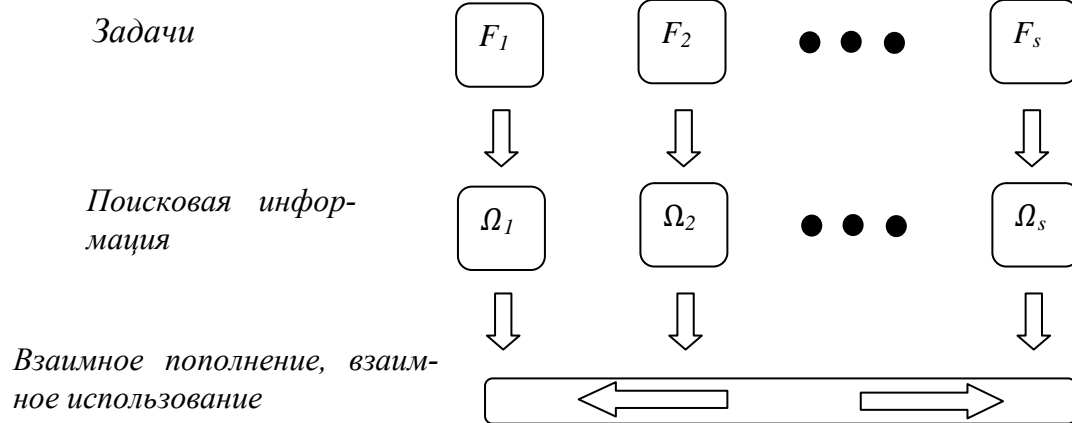 Задачи F₁ F₂ Fₛ
Поисковая инфор-
мация Ω₁ Ω₂ Ωₛ
Взаимное пополнение, взаим-
ное использование